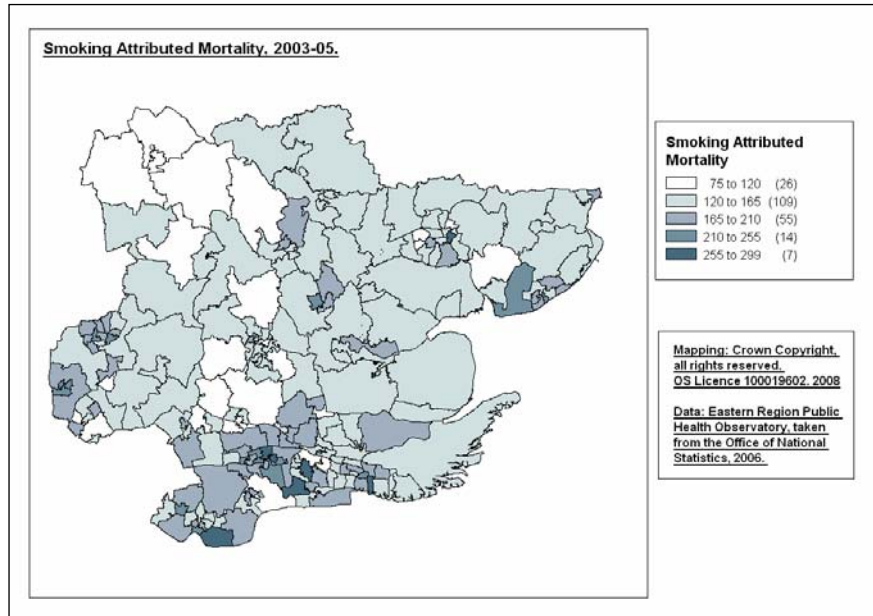 Smoking Attributed Mortality. 2003-05.
Smoking Attributed
Mortality
75 to 120 (26)
120 to 165 (109)
165 to 210 (55)
210 to 255 (14)
255 to 299 (7)
Mapping: Crown Copyright,
all rights reserved.
OS Licence 100019602. 2008
Data: Eastern Region Public
Health Observatory, taken
from the Office of National
Statistics, 2006.